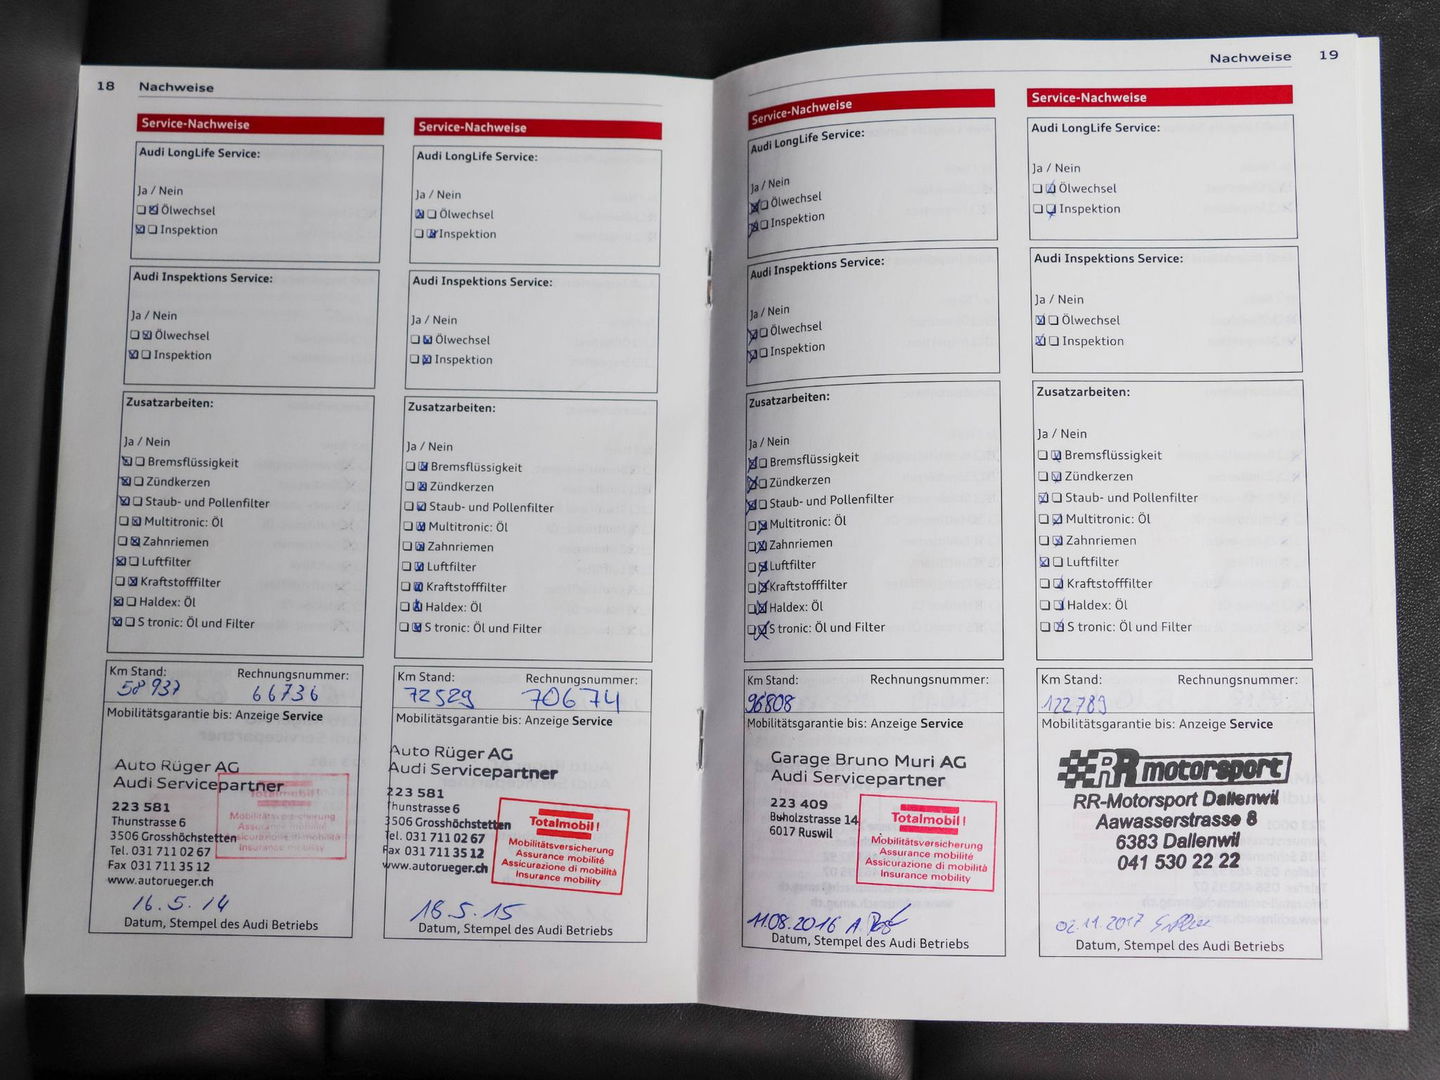 18 Nachweise
Service-Nachweise
Audi LongLife Service:
Ja / Nein
Ölwechsel
Inspektion
Audi Inspektions Service:
Ja / Nein
Ölwechsel
Inspektion
Zusatzarbeiten:
Ja / Nein
Bremsflüssigkeit
Zündkerzen
Staub- und Pollenfilter
Multitronic: Öl
Zahnriemen
Luftfilter
Kraftstofffilter
Haldex: Öl
S tronic: Öl und Filter
Km Stand: Rechnungsnummer:
58 937 66736
Mobilitätsgarantie bis: Anzeige Service
Auto Rüger AG
Audi Servicepartner
223 581
Thunstrasse 6
3506 Grosshöchstetten
Tel. 031 711 02 67
Fax 031 711 35 12
www.autorueger.ch
Totalmobil!
Mobilitätsversicherung
Assurance mobilité
Assicurazione di mobilità
Insurance mobility
16.5.14
Datum, Stempel des Audi Betriebs
Service-Nachweise
Audi LongLife Service:
Ja / Nein
Ölwechsel
Inspektion
Audi Inspektions Service:
Ja / Nein
Ölwechsel
Inspektion
Zusatzarbeiten:
Ja / Nein
Bremsflüssigkeit
Zündkerzen
Staub- und Pollenfilter
Multitronic: Öl
Zahnriemen
Luftfilter
Kraftstofffilter
Haldex: Öl
S tronic: Öl und Filter
Km Stand: Rechnungsnummer:
72529 70674
Mobilitätsgarantie bis: Anzeige Service
Auto Rüger AG
Audi Servicepartner
223 581
Thunstrasse 6
3506 Grosshöchstetten
Tel. 031 711 02 67
Fax 031 711 35 12
www.autorueger.ch
Totalmobil!
Mobilitätsversicherung
Assurance mobilité
Assicurazione di mobilità
Insurance mobility
18.5.15
Datum, Stempel des Audi Betriebs
Nachweise 19
Service-Nachweise
Audi LongLife Service:
Ja / Nein
Ölwechsel
Inspektion
Audi Inspektions Service:
Ja / Nein
Ölwechsel
Inspektion
Zusatzarbeiten:
Ja / Nein
Bremsflüssigkeit
Zündkerzen
Staub- und Pollenfilter
Multitronic: Öl
Zahnriemen
Luftfilter
Kraftstofffilter
Haldex: Öl
S tronic: Öl und Filter
Km Stand: Rechnungsnummer:
96808
Mobilitätsgarantie bis: Anzeige Service
Garage Bruno Muri AG
Audi Servicepartner
223 409
Buholzstrasse 14
6017 Ruswil
Totalmobil!
Mobilitätsversicherung
Assurance mobilité
Assicurazione di mobilità
Insurance mobility
11.08.2016
Datum, Stempel des Audi Betriebs
Service-Nachweise
Audi LongLife Service:
Ja / Nein
Ölwechsel
Inspektion
Audi Inspektions Service:
Ja / Nein
Ölwechsel
Inspektion
Zusatzarbeiten:
Ja / Nein
Bremsflüssigkeit
Zündkerzen
Staub- und Pollenfilter
Multitronic: Öl
Zahnriemen
Luftfilter
Kraftstofffilter
Haldex: Öl
S tronic: Öl und Filter
Km Stand: Rechnungsnummer:
122789
Mobilitätsgarantie bis: Anzeige Service
RR motorsport
RR-Motorsport Dallenwil
Aawasserstrasse 8
6383 Dallenwil
041 530 22 22
02.11.2017
Datum, Stempel des Audi Betriebs